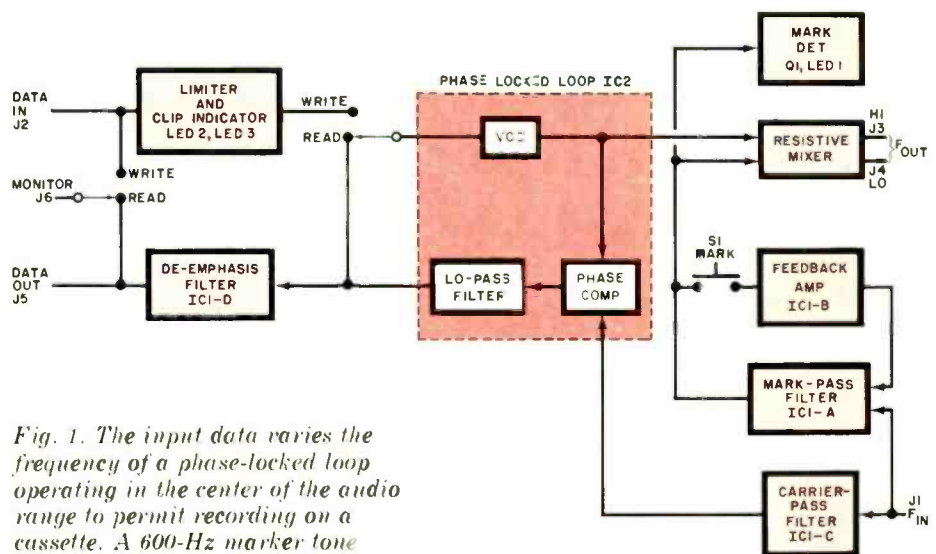 MARK
DET
Q1, LED 1
PHASE LOCKED LOOP IC2
DATA
IN
J2
LIMITER
AND
CLIP INDICATOR
LED 2, LED 3
WRITE
READ
VCO
RESISTIVE
MIXER
HI
J3
FOUT
J4
LO
WRITE
MONITOR
J6
READ
S1
MARK
DATA
OUT
J5
DE-EMPHASIS
FILTER
IC1-D
LO-PASS
FILTER
PHASE
COMP
FEEDBACK
AMP
IC1-B
MARK-PASS
FILTER
IC1-A
CARRIER-
PASS
FILTER
IC1-C
J1
FIN
Fig. 1. The input data varies the
frequency of a phase-locked loop
operating in the center of the audio
range to permit recording on a
cassette. A 600-Hz marker tone